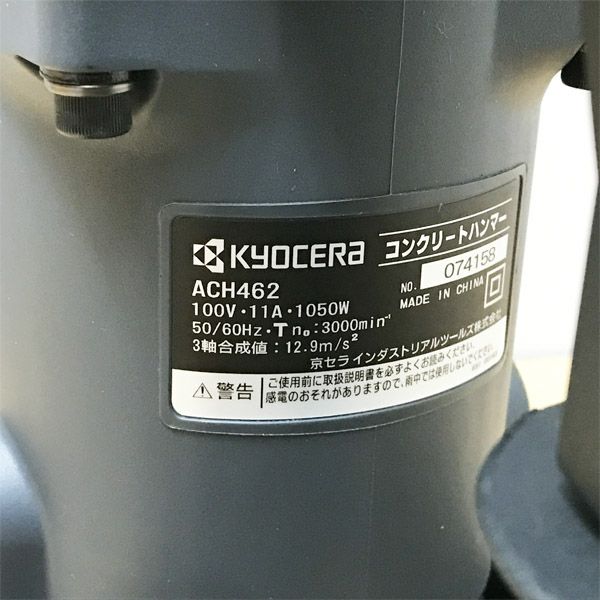 KYOCERA
コンクリートハンマー
ACH462
NO. 074158
100V・11A・1050W
MADE IN CHINA
50/60Hz・T n₀:3000min⁻¹
3軸合成値:12.9m/s²
京セラ インダストリアルツールズ株式会社
警告
ご使用前に取扱説明書を必ずよくお読みください。
感電のおそれがありますので、雨中では使用しないでください。